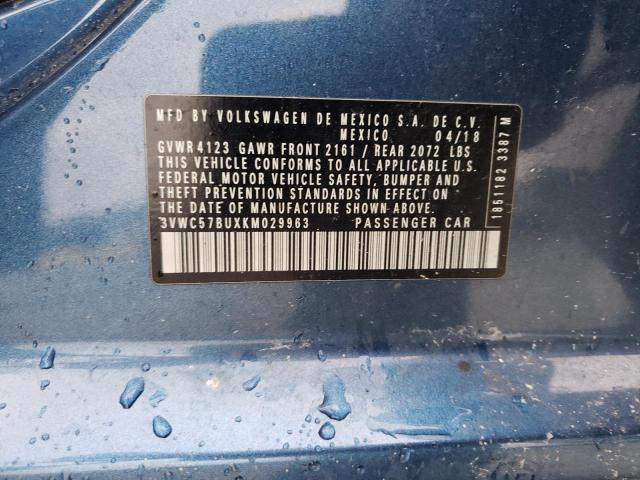 MFD BY VOLKSWAGEN DE MEXICO S.A. DE C.V.
MEXICO 04/18
GVWR 4123 GAWR FRONT 2161 / REAR 2072 LBS
THIS VEHICLE CONFORMS TO ALL APPLICABLE U.S.
FEDERAL MOTOR VEHICLE SAFETY, BUMPER AND
THEFT PREVENTION STANDARDS IN EFFECT ON
THE DATE OF MANUFACTURE SHOWN ABOVE.
3VWC57BUXKM029963 PASSENGER CAR
1851182 3387 M